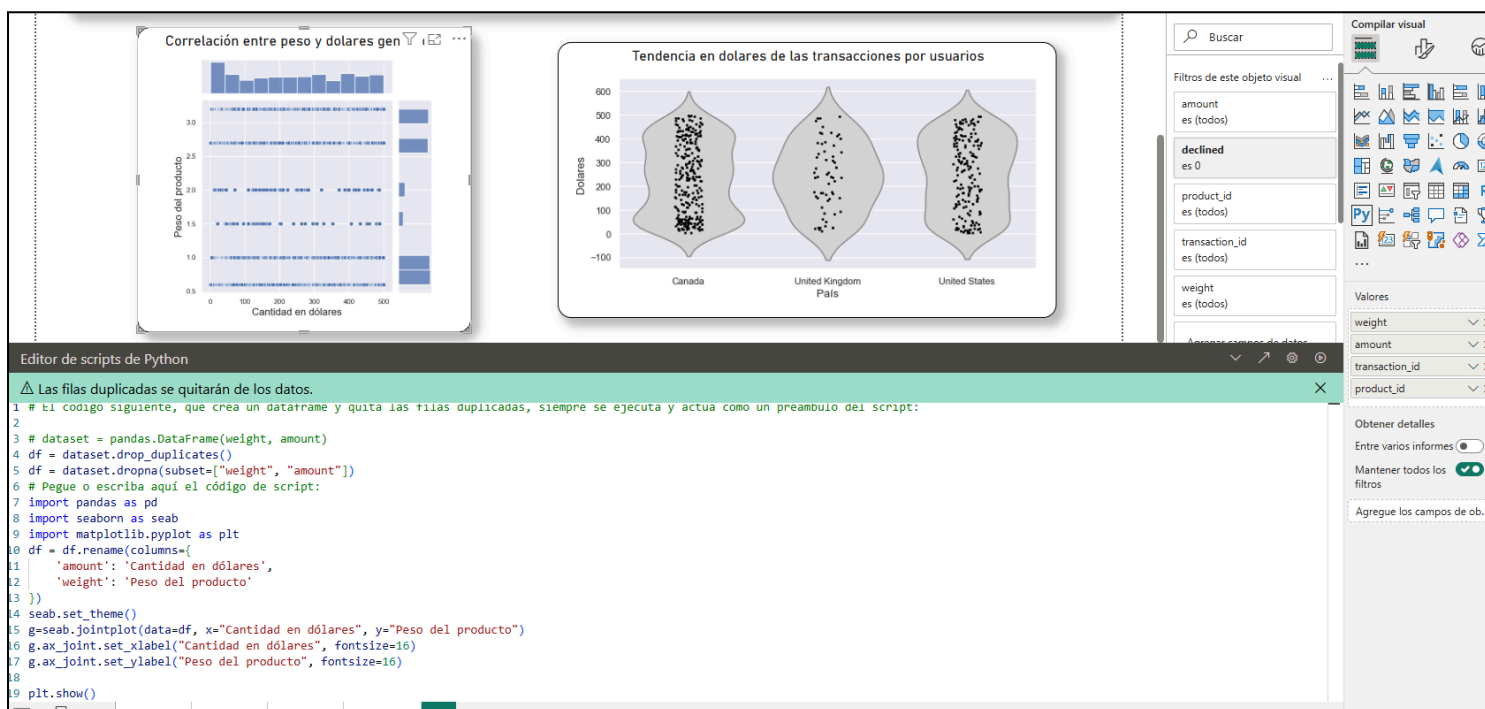 Correlación entre peso y dolares gen
Tendencia en dolares de las transacciones por usuarios
3.0
2.5
2.0
1.5
1.0
0.5
Peso del producto
0
100
200
300
400
500
Cantidad en dólares
600
500
400
300
200
100
0
−100
Dolares
Canada
United Kingdom
United States
País
Buscar
Filtros de este objeto visual
...
amount
es (todos)
declined
es 0
product_id
es (todos)
transaction_id
es (todos)
weight
es (todos)
Agregar campos de datos
Compilar visual
Py
123
...
Valores
weight
amount
transaction_id
product_id
Obtener detalles
Entre varios informes
Mantener todos los
filtros
Agregue los campos de ob...
Editor de scripts de Python
Las filas duplicadas se quitarán de los datos.
1 # El código siguiente, que crea un dataframe y quita las filas duplicadas, siempre se ejecuta y actúa como un preámbulo del script:
2
3 # dataset = pandas.DataFrame(weight, amount)
4 df = dataset.drop_duplicates()
5 df = dataset.dropna(subset=["weight", "amount"])
6 # Pegue o escriba aquí el código de script:
7 import pandas as pd
8 import seaborn as seab
9 import matplotlib.pyplot as plt
10 df = df.rename(columns={
11 'amount': 'Cantidad en dólares',
12 'weight': 'Peso del producto'
13 })
14 seab.set_theme()
15 g=seab.jointplot(data=df, x="Cantidad en dólares", y="Peso del producto")
16 g.ax_joint.set_xlabel("Cantidad en dólares", fontsize=16)
17 g.ax_joint.set_ylabel("Peso del producto", fontsize=16)
18
19 plt.show()